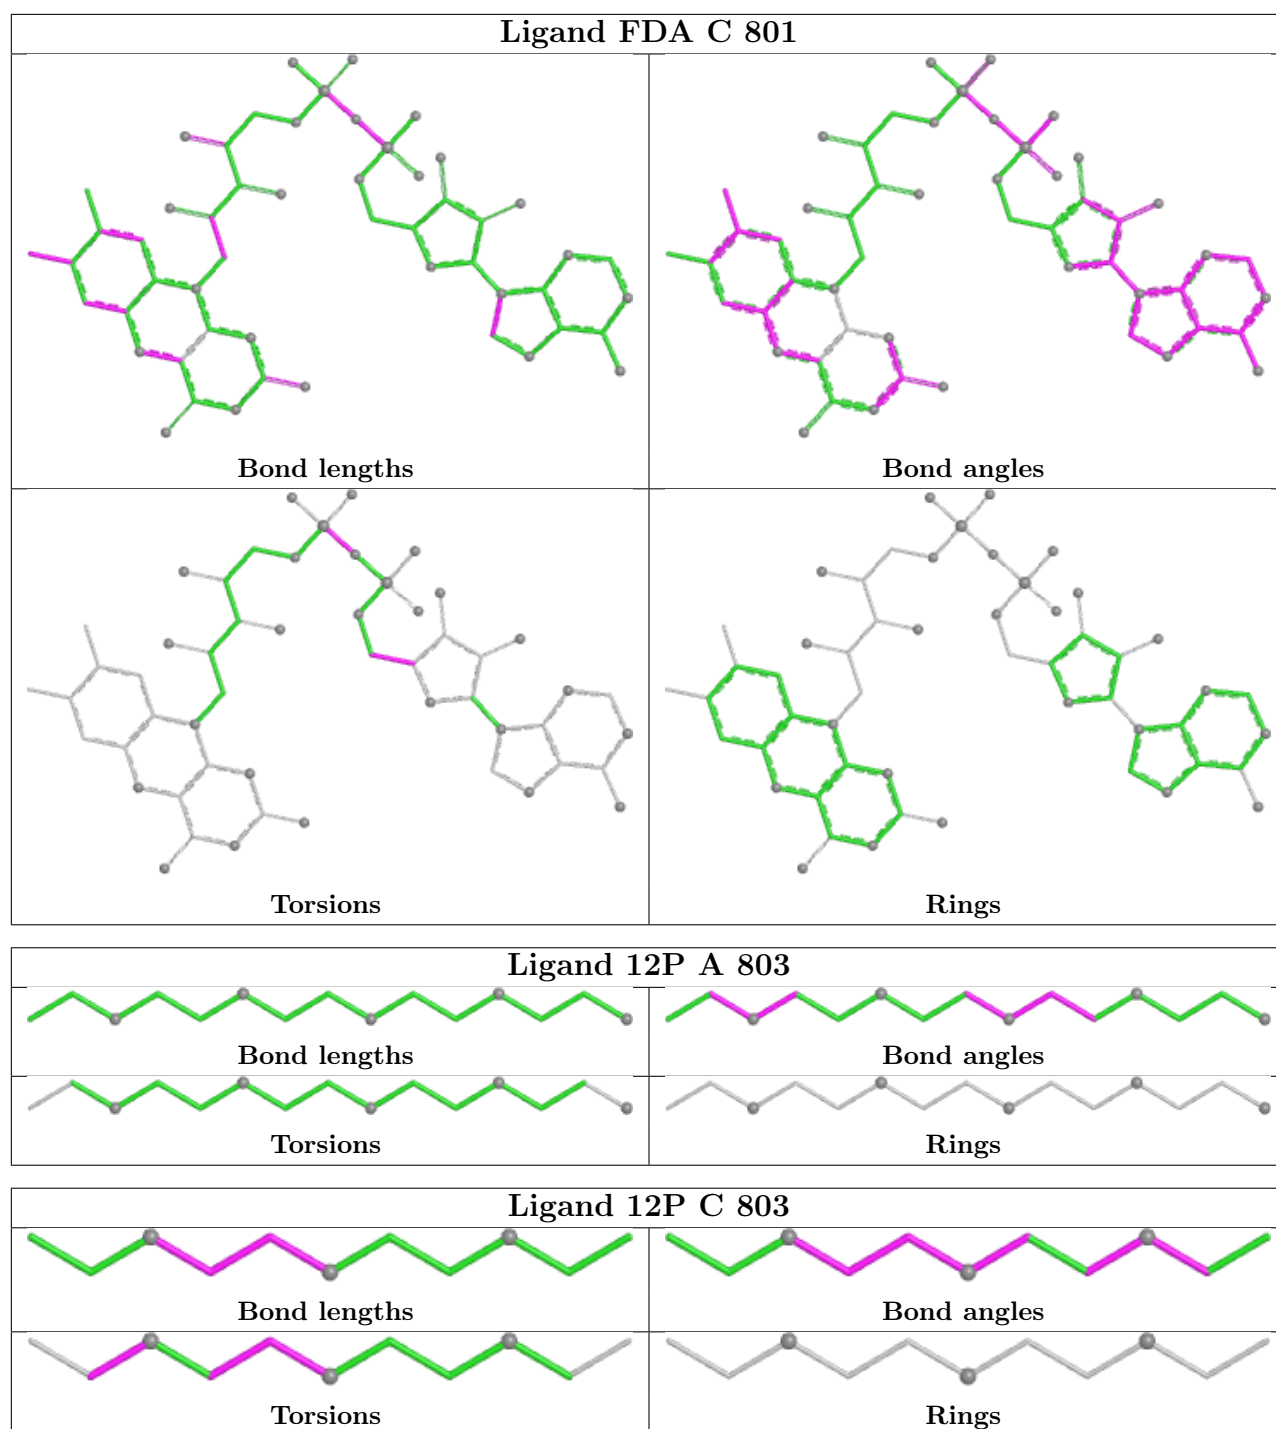 Ligand FDA C 801
Bond lengths
Bond angles
Torsions
Rings
Ligand 12P A 803
Bond lengths
Bond angles
Torsions
Rings
Ligand 12P C 803
Bond lengths
Bond angles
Torsions
Rings